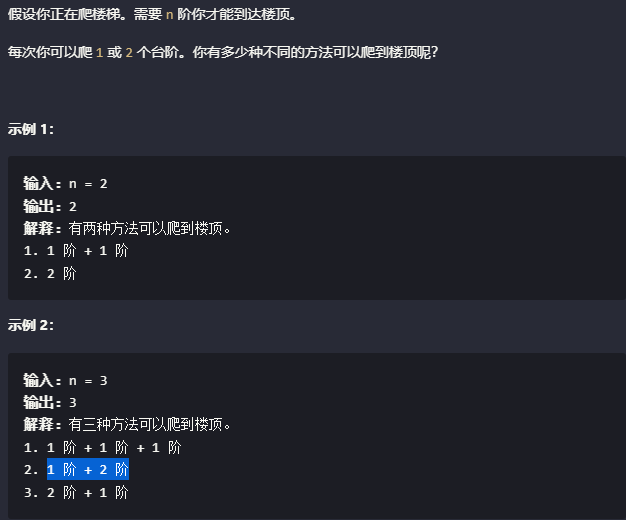 假设你正在爬楼梯。需要 n 阶你才能到达楼顶。
每次你可以爬 1 或 2 个台阶。你有多少种不同的方法可以爬到楼顶呢?
示例 1:
输入：n = 2
输出：2
解释：有两种方法可以爬到楼顶。
1. 1 阶 + 1 阶
2. 2 阶
示例 2:
输入：n = 3
输出：3
解释：有三种方法可以爬到楼顶。
1. 1 阶 + 1 阶 + 1 阶
2. 1 阶 + 2 阶
3. 2 阶 + 1 阶